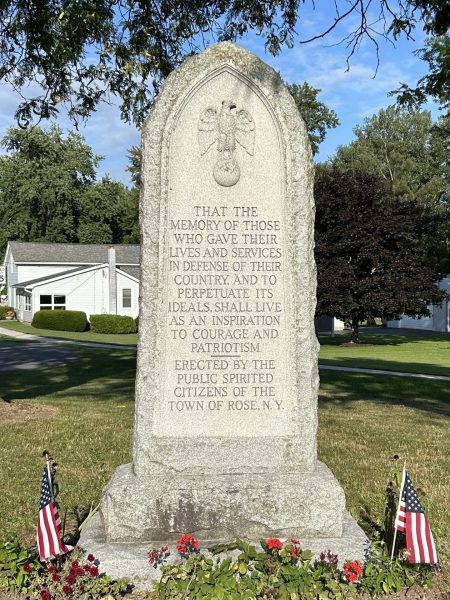 THAT THE
MEMORY OF THOSE
WHO GAVE THEIR
LIVES AND SERVICES
IN DEFENSE OF THEIR
COUNTRY, AND TO
PERPETUATE ITS
IDEALS, SHALL LIVE
AS AN INSPIRATION
TO COURAGE AND
PATRIOTISM
ERECTED BY THE
PUBLIC SPIRITED
CITIZENS OF THE
TOWN OF ROSE, N.Y.